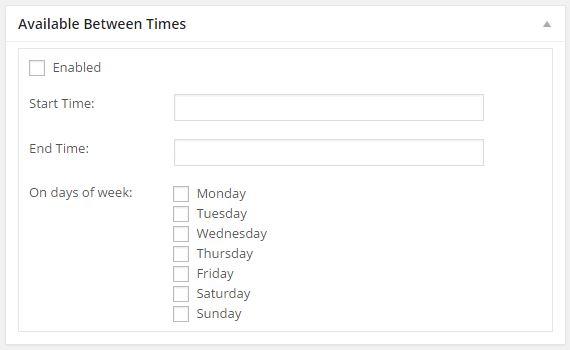 Available Between Times
Enabled
Start Time:
End Time:
On days of week:
Monday
Tuesday
Wednesday
Thursday
Friday
Saturday
Sunday